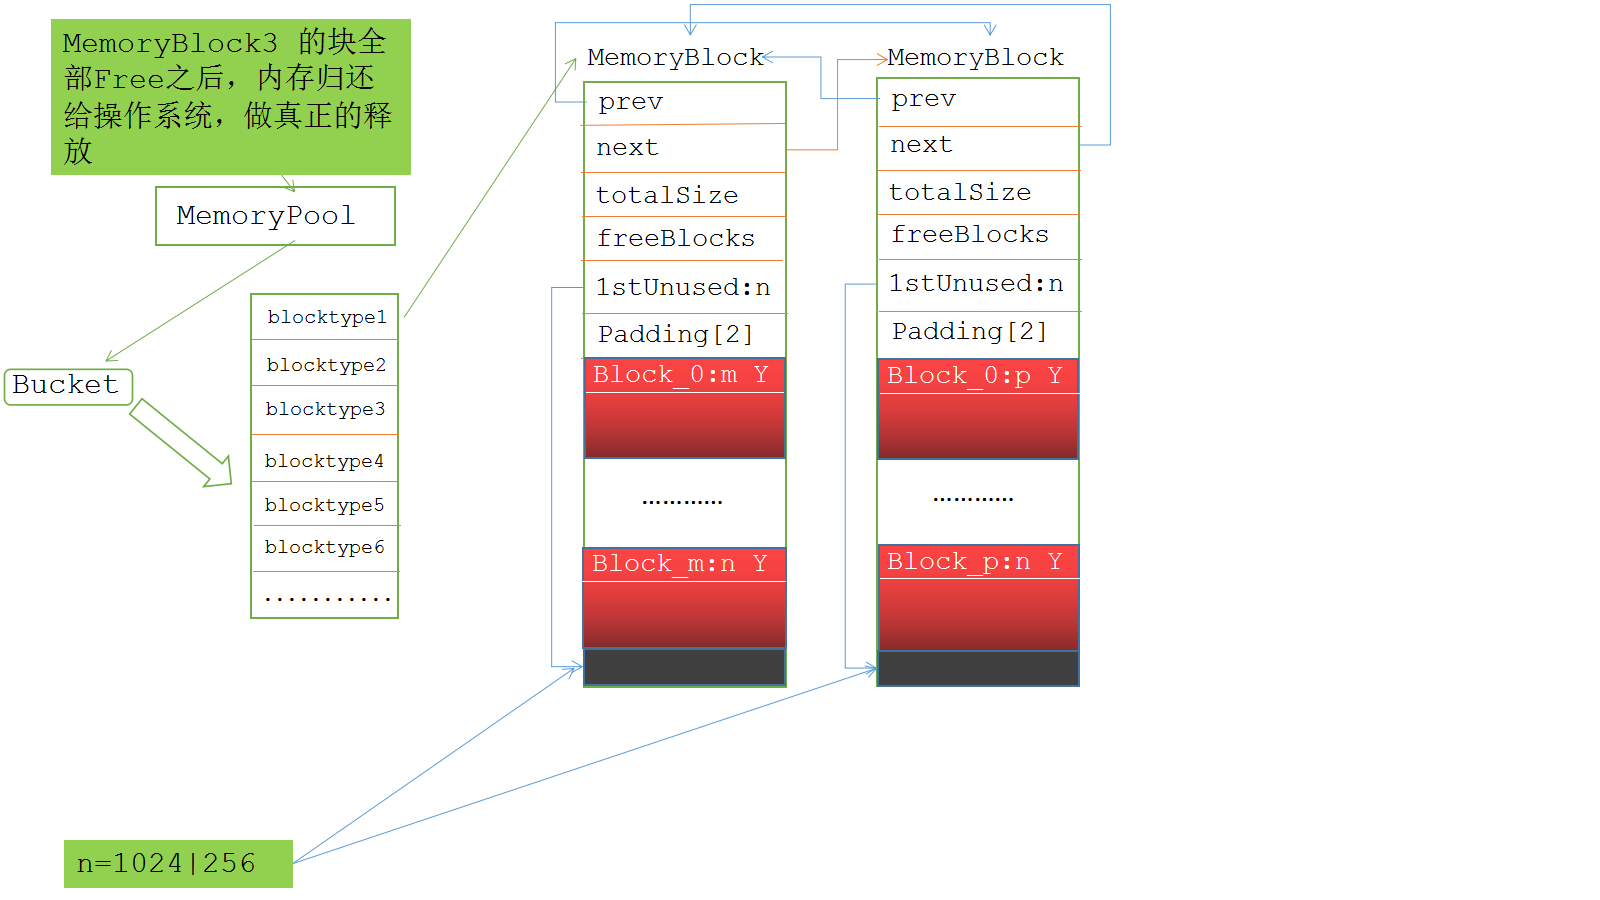 MemoryBlock3 的块全
部Free之后，内存归还
给操作系统，做真正的释
放
MemoryPool
Bucket
blocktype1
blocktype2
blocktype3
blocktype4
blocktype5
blocktype6
...........
MemoryBlock
prev
next
totalSize
freeBlocks
1stUnused:n
Padding[2]
Block_0:m Y
…………
Block_m:n Y
MemoryBlock
prev
next
totalSize
freeBlocks
1stUnused:n
Padding[2]
Block_0:p Y
…………
Block_p:n Y
n=1024|256